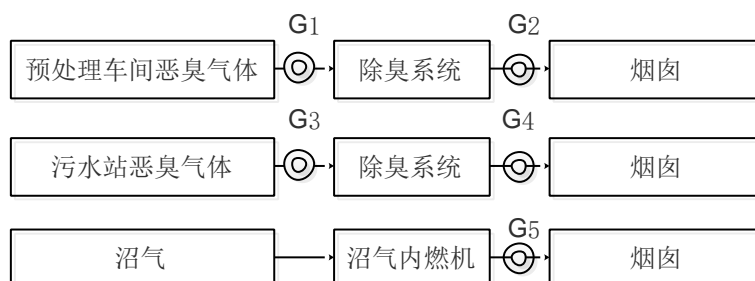 G1 G2
预处理车间恶臭气体 除臭系统 烟囱
G3 G4
污水站恶臭气体 除臭系统 烟囱
G5
沼气 沼气内燃机 烟囱